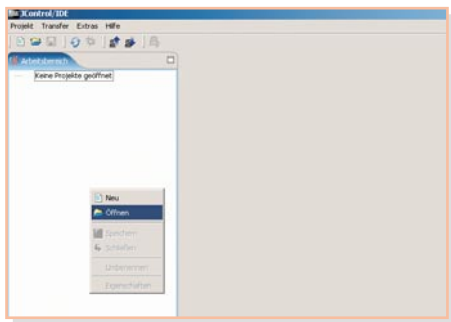 JControl/IDE
Projekt Transfer Extras Hilfe
Arbeitsbereich
Keine Projekte geöffnet
Neu
Öffnen
Speichern
Schließen
Umbenennen
Eigenschaften